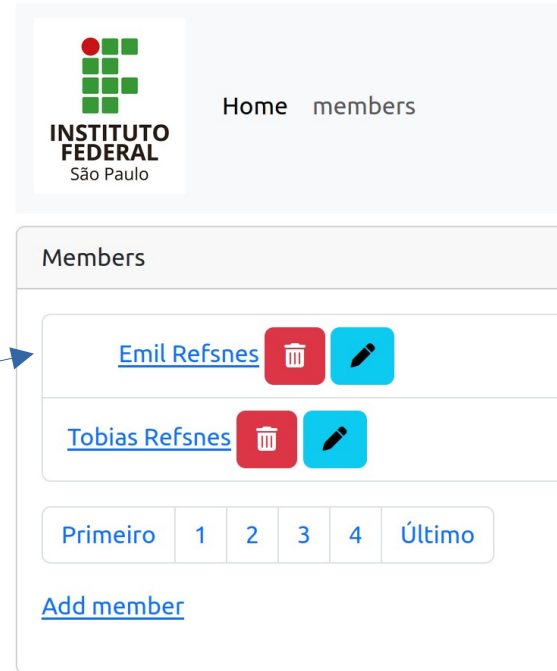 INSTITUTO
FEDERAL
São Paulo
Home members
Members
Emil Refsnes
Tobias Refsnes
Primeiro 1 2 3 4 Último
Add member